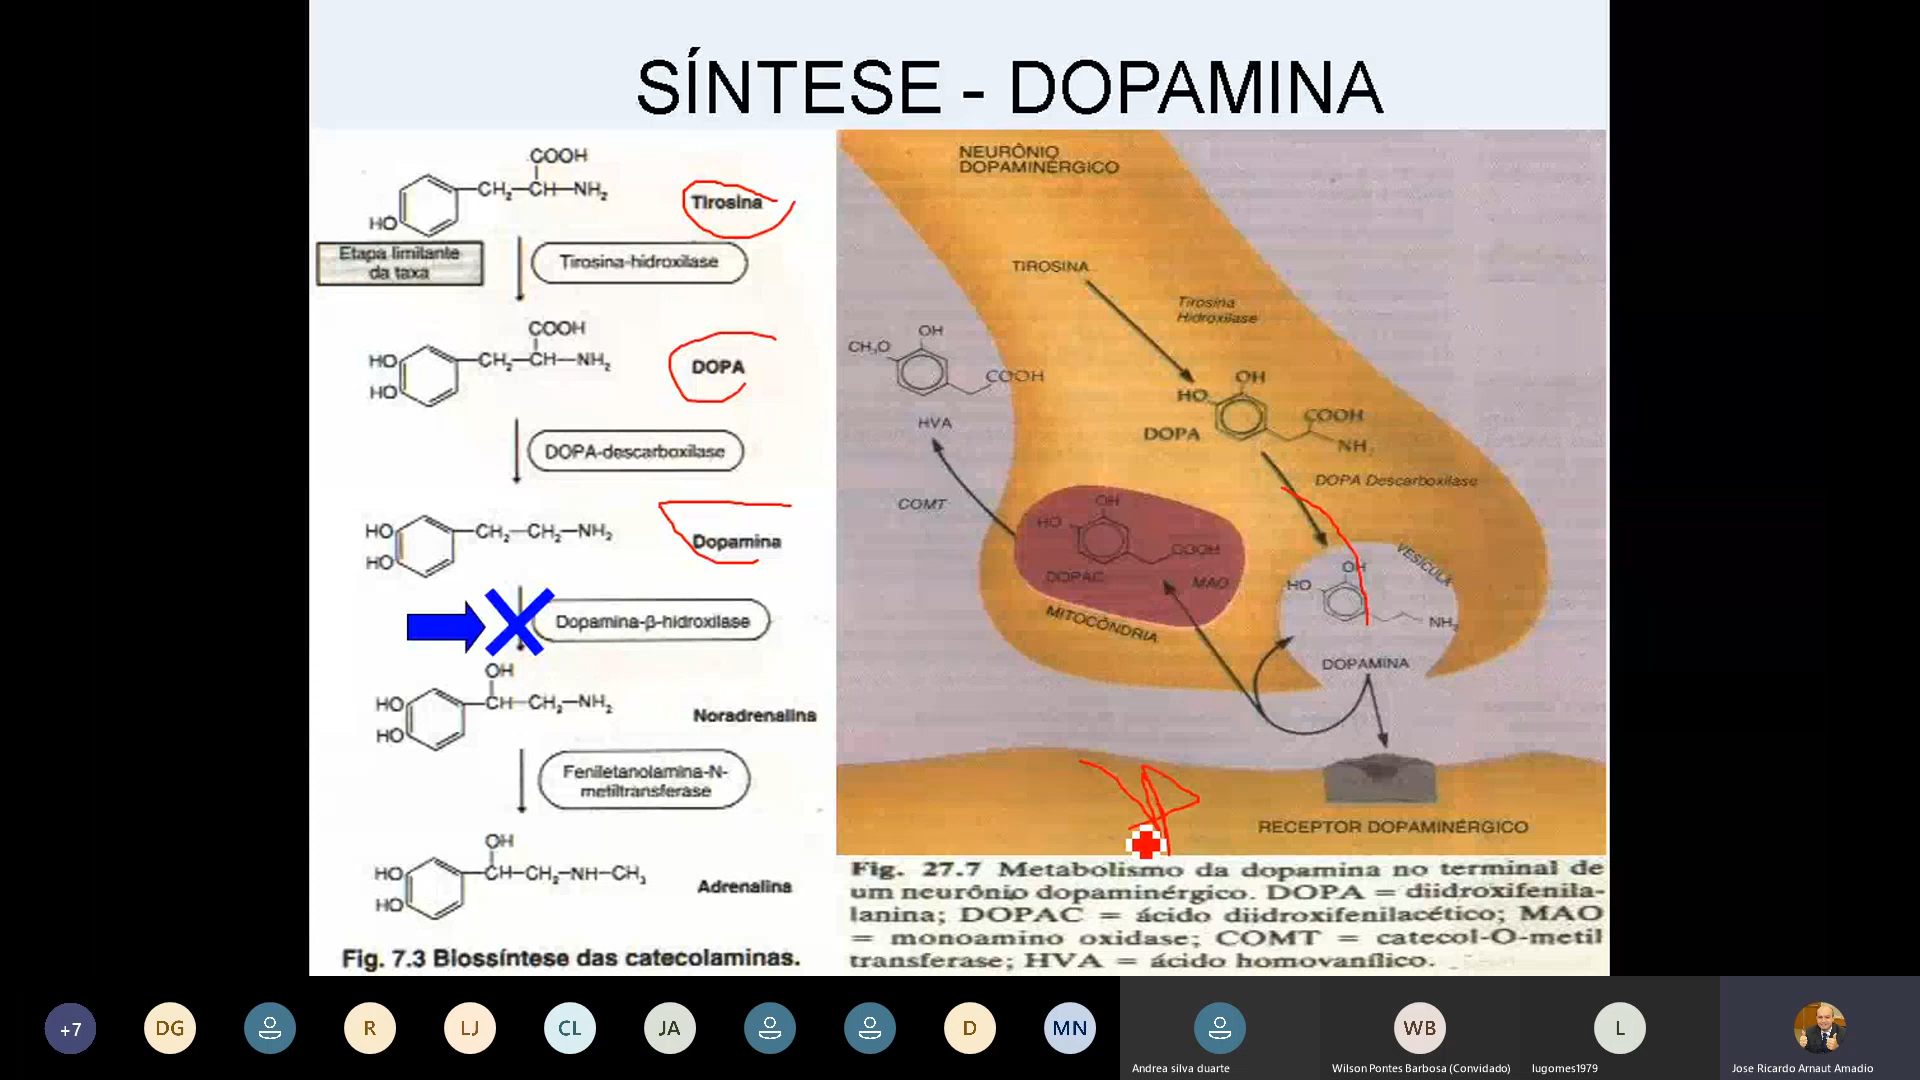 SÍNTESE - DOPAMINA
COOH
CH₂—CH—NH₂
HO
Tirosina
Etapa limitante
da taxa
Tirosina-hidroxilase
COOH
HO
CH₂—CH—NH₂
HO
DOPA
DOPA-descarboxilase
HO
CH₂—CH₂—NH₂
HO
Dopamina
Dopamina-β-hidroxilase
OH
HO
CH—CH₂—NH₂
HO
Noradrenalina
Feniletanolamina-N-
metiltransferase
OH
HO
CH—CH₂—NH—CH₃
HO
Adrenalina
Fig. 7.3 Biossíntese das catecolaminas.
NEURÔNIO
DOPAMINÉRGICO
TIROSINA
Tirosina
Hidroxilase
OH
CH₃O
COOH
HVA
COMT
OH
HO
COOH
DOPA
NH₂
DOPA Descarboxilase
OH
HO
COOH
DOPAC
MAO
MITOCÔNDRIA
VESÍCULA
OH
HO
NH₂
DOPAMINA
RECEPTOR DOPAMINÉRGICO
Fig. 27.7 Metabolismo da dopamina no terminal de
um neurônio dopaminérgico. DOPA = diidroxifenila-
lanina; DOPAC = ácido diidroxifenilacético; MAO
= monoamino oxidase; COMT = catecol-O-metil
transferase; HVA = ácido homovanílico.
+7
DG
R
LJ
CL
JA
D
MN
Andrea silva duarte
WB
Wilson Pontes Barbosa (Convidado)
L
lugomes1979
Jose Ricardo Arnaut Amadio